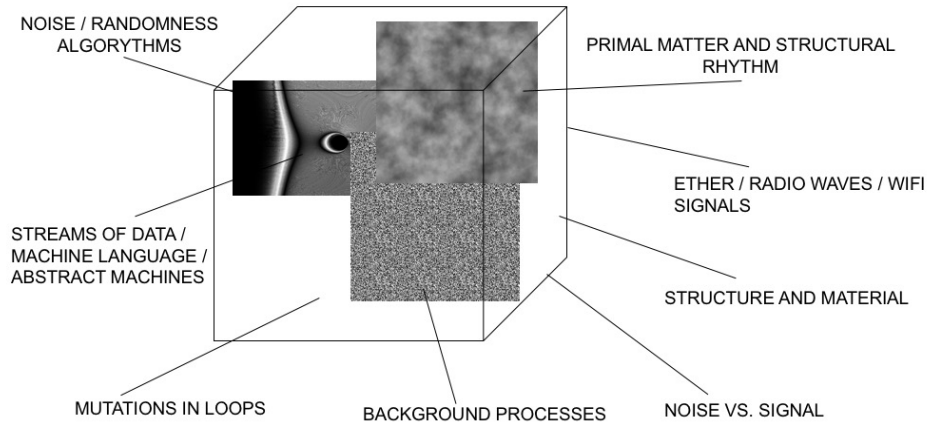 NOISE / RANDOMNESS
ALGORYTHMS
PRIMAL MATTER AND STRUCTURAL
RHYTHM
ETHER / RADIO WAVES / WIFI
SIGNALS
STREAMS OF DATA /
MACHINE LANGUAGE /
ABSTRACT MACHINES
STRUCTURE AND MATERIAL
MUTATIONS IN LOOPS
BACKGROUND PROCESSES
NOISE VS. SIGNAL